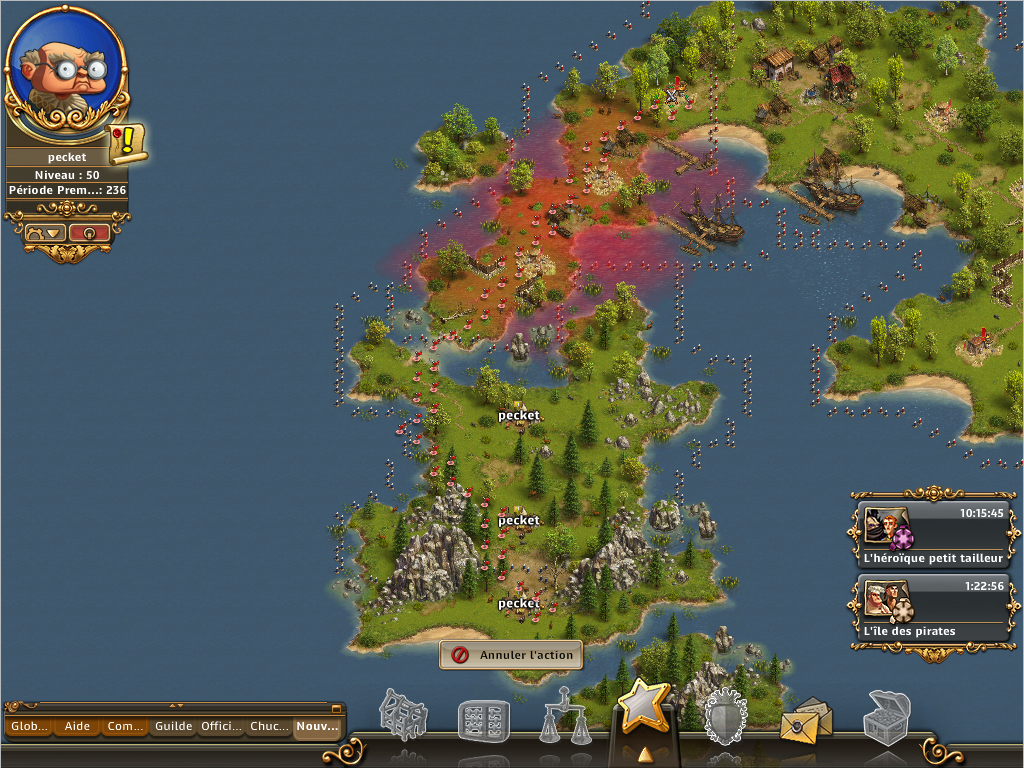 pecket
Niveau : 50
Période Prem...: 236
pecket
pecket
pecket
10:15:45
L'héroïque petit tailleur
1:22:56
L'île des pirates
Annuler l'action
Glob... Aide Com... Guilde Offici... Chuc... Nouv...